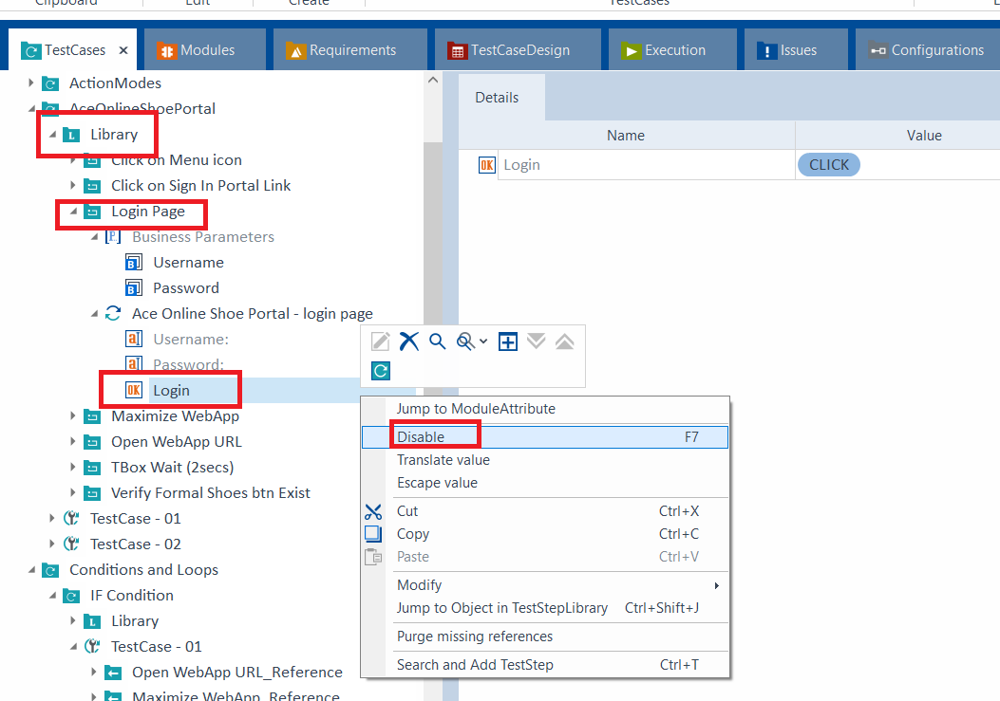 Clipboard Edit Create TestCases
TestCases × Modules Requirements TestCaseDesign Execution Issues Configurations
ActionModes
AceOnlineShoePortal
Library
Click on Menu icon
Click on Sign In Portal Link
Login Page
Business Parameters
Username
Password
Ace Online Shoe Portal - login page
Username:
Password:
Login
Maximize WebApp
Open WebApp URL
TBox Wait (2secs)
Verify Formal Shoes btn Exist
TestCase - 01
TestCase - 02
Conditions and Loops
IF Condition
Library
TestCase - 01
Open WebApp URL_Reference
Maximize WebApp_Reference
Details
Name Value
Login CLICK
Jump to ModuleAttribute
Disable F7
Translate value
Escape value
Cut Ctrl+X
Copy Ctrl+C
Paste Ctrl+V
Modify
Jump to Object in TestStepLibrary Ctrl+Shift+J
Purge missing references
Search and Add TestStep Ctrl+T